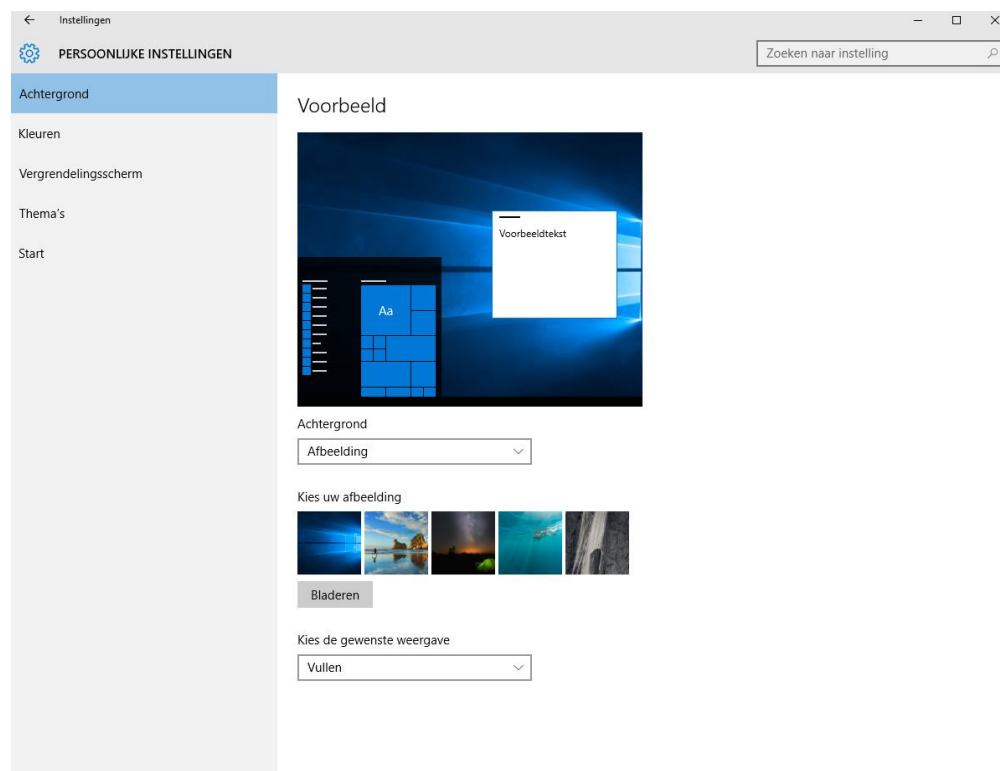 Instellingen
PERSOONLIJKE INSTELLINGEN
Zoeken naar instelling
Achtergrond
Kleuren
Vergrendelingsscherm
Thema's
Start
Voorbeeld
Voorbeeldtekst
Aa
Achtergrond
Afbeelding
Kies uw afbeelding
Bladeren
Kies de gewenste weergave
Vullen